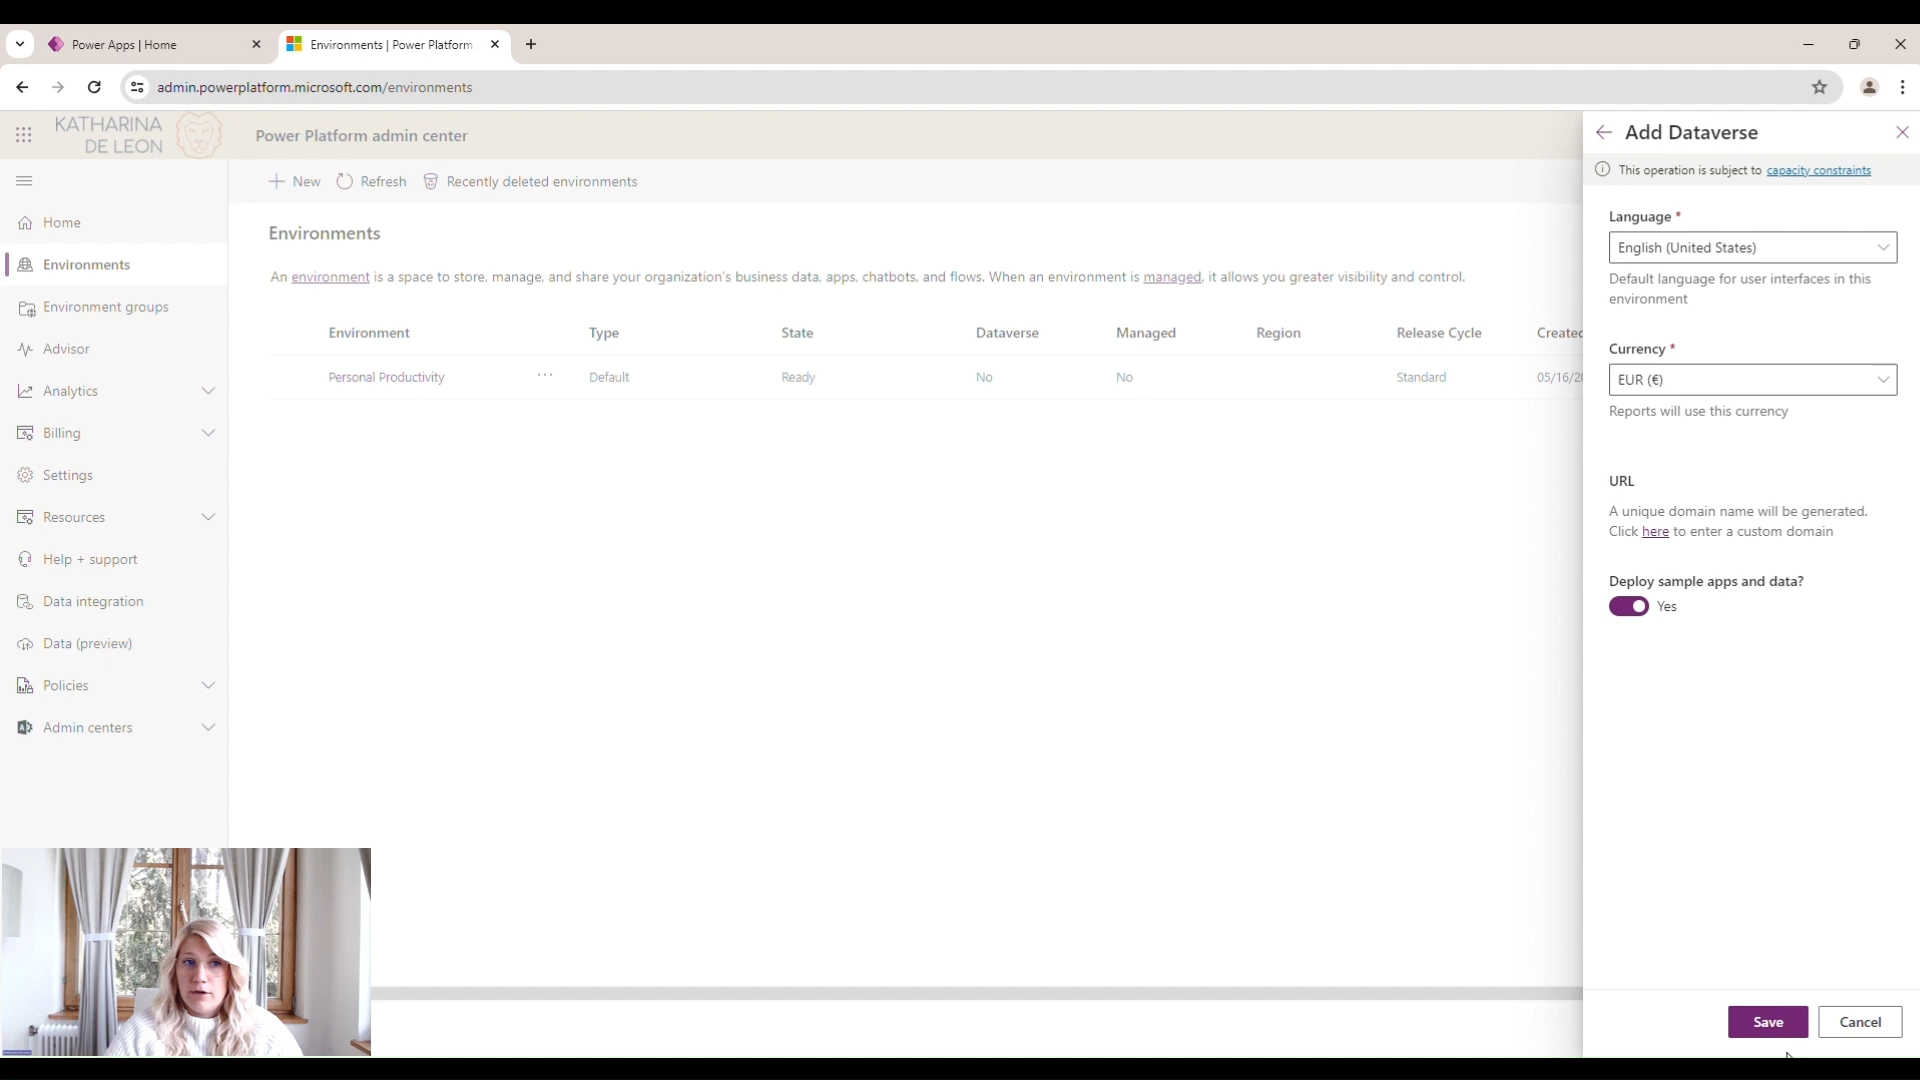 Power Apps | Home
Environments | Power Platform
admin.powerplatform.microsoft.com/environments
KATHARINA
DE LEON
Power Platform admin center
New
Refresh
Recently deleted environments
Home
Environments
Environment groups
Advisor
Analytics
Billing
Settings
Resources
Help + support
Data integration
Data (preview)
Policies
Admin centers
Environments
An environment is a space to store, manage, and share your organization's business data, apps, chatbots, and flows. When an environment is managed, it allows you greater visibility and control.
Environment Type State Dataverse Managed Region Release Cycle Created
Personal Productivity ... Default Ready No No Standard 05/16/20
Add Dataverse
This operation is subject to capacity constraints
Language *
English (United States)
Default language for user interfaces in this
environment
Currency *
EUR (€)
Reports will use this currency
URL
A unique domain name will be generated.
Click here to enter a custom domain
Deploy sample apps and data?
Yes
Save
Cancel